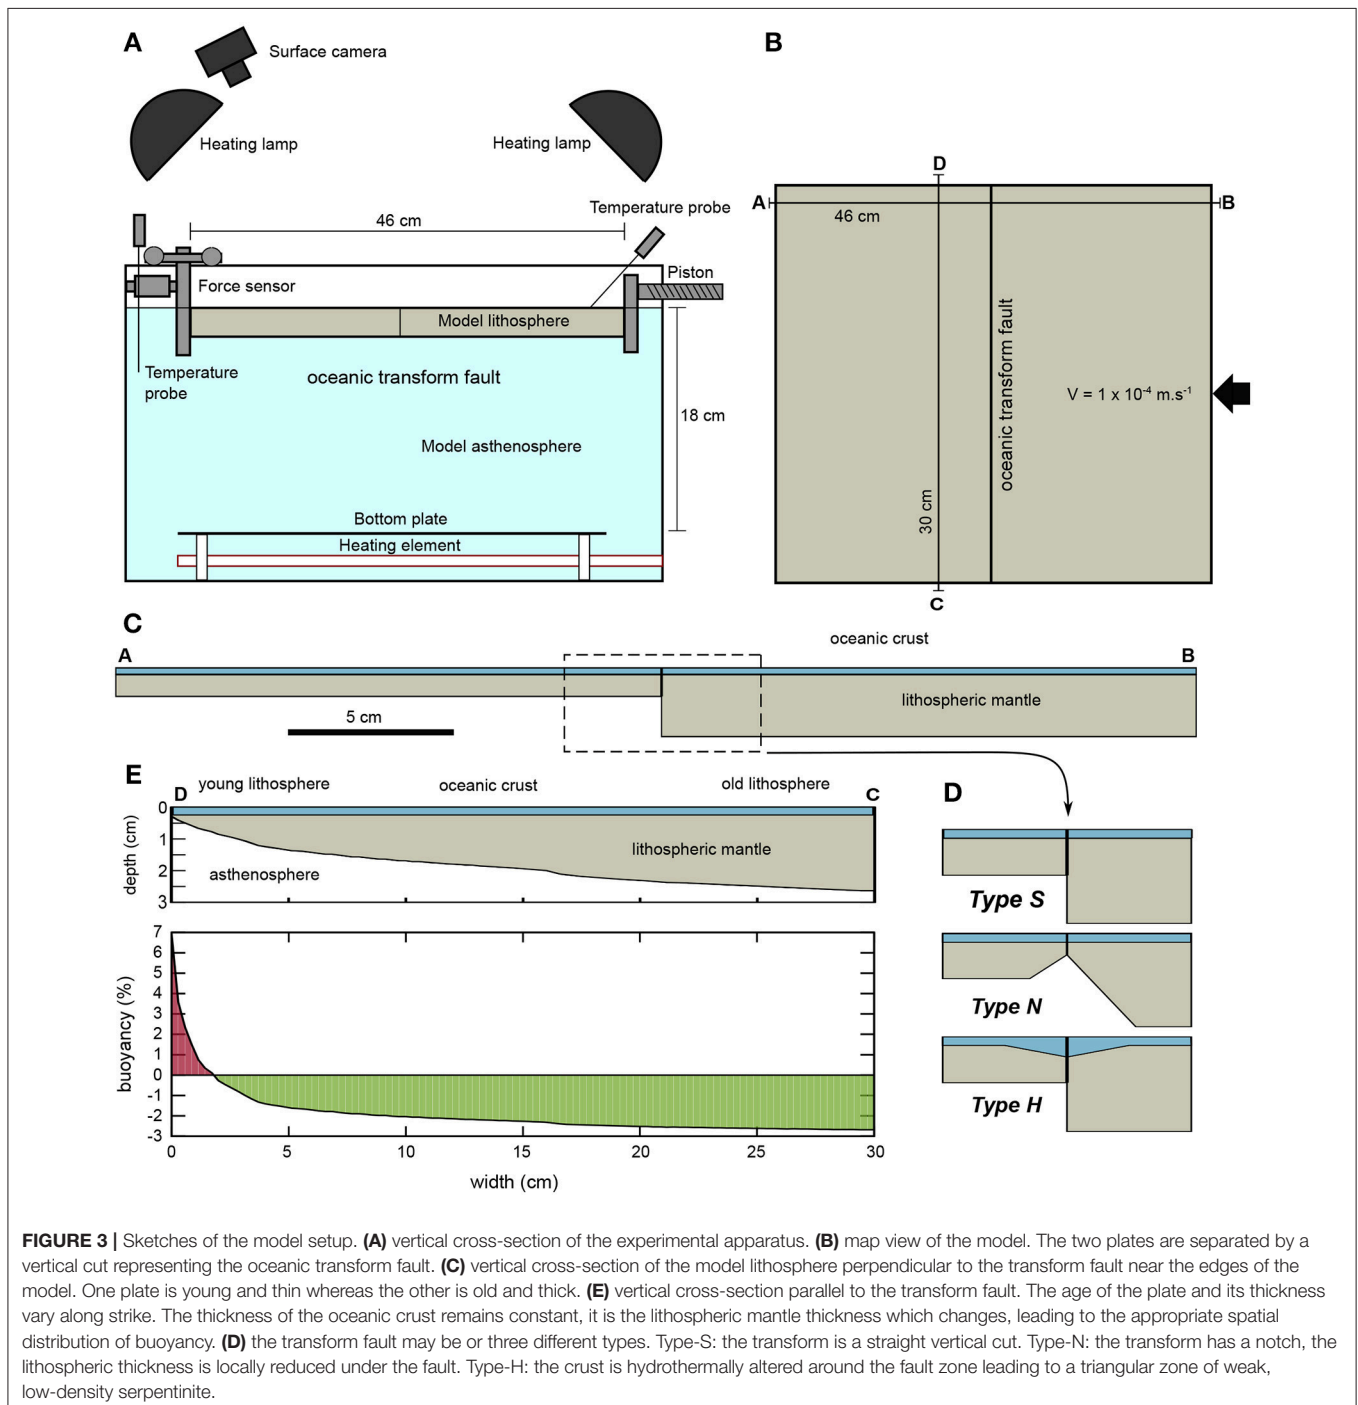 A
Surface camera
Heating lamp
Heating lamp
Temperature probe
46 cm
Piston
Force sensor
Model lithosphere
Temperature
probe
oceanic transform fault
18 cm
Model asthenosphere
Bottom plate
Heating element
B
D
A
B
46 cm
oceanic transform fault
V = 1 x 10⁻⁴ m.s⁻¹
30 cm
C
C
oceanic crust
A
B
lithospheric mantle
5 cm
E
young lithosphere
oceanic crust
old lithosphere
D
C
0
1
2
3
depth (cm)
lithospheric mantle
asthenosphere
7
6
5
4
3
2
1
0
-1
-2
-3
buoyancy (%)
0
5
10
15
20
25
30
width (cm)
D
Type S
Type N
Type H
FIGURE 3 | Sketches of the model setup. (A) vertical cross-section of the experimental apparatus. (B) map view of the model. The two plates are separated by a
vertical cut representing the oceanic transform fault. (C) vertical cross-section of the model lithosphere perpendicular to the transform fault near the edges of the
model. One plate is young and thin whereas the other is old and thick. (E) vertical cross-section parallel to the transform fault. The age of the plate and its thickness
vary along strike. The thickness of the oceanic crust remains constant, it is the lithospheric mantle thickness which changes, leading to the appropriate spatial
distribution of buoyancy. (D) the transform fault may be or three different types. Type-S: the transform is a straight vertical cut. Type-N: the transform has a notch, the
lithospheric thickness is locally reduced under the fault. Type-H: the crust is hydrothermally altered around the fault zone leading to a triangular zone of weak,
low-density serpentinite.